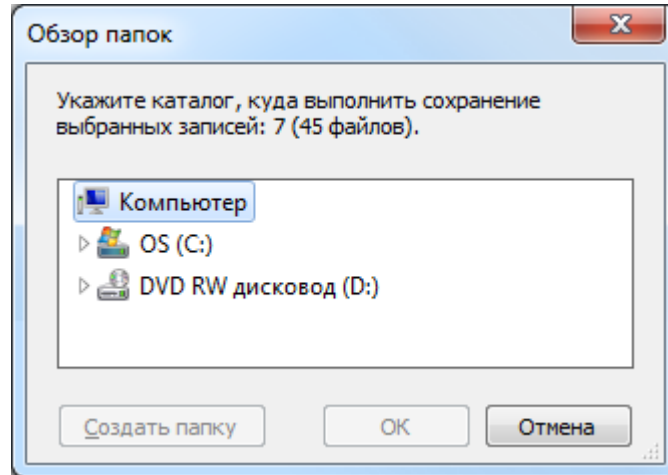 Обзор папок
Укажите каталог, куда выполнить сохранение
выбранных записей: 7 (45 файлов).
Компьютер
OS (C:)
DVD RW дисковод (D:)
Создать папку
ОК
Отмена